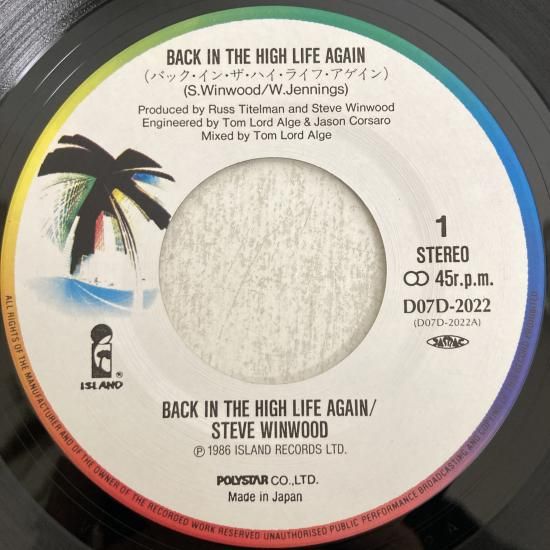 BACK IN THE HIGH LIFE AGAIN
(バック・イン・ザ・ハイ・ライフ・アゲイン)
(S.Winwood/W.Jennings)
Produced by Russ Titelman and Steve Winwood
Engineered by Tom Lord Alge & Jason Corsaro
Mixed by Tom Lord Alge
1
STEREO
45r.p.m.
D07D-2022
(D07D-2022A)
JASRAC
ISLAND
®
BACK IN THE HIGH LIFE AGAIN/
STEVE WINWOOD
Ⓟ 1986 ISLAND RECORDS LTD.
POLYSTAR CO.,LTD.
Made in Japan
ALL RIGHTS OF THE MANUFACTURER AND OF THE OWNER OF THE RECORDED WORK RESERVED UNAUTHORISED PUBLIC PERFORMANCE BROADCASTING AND COPYING OF THIS RECORD PROHIBITED